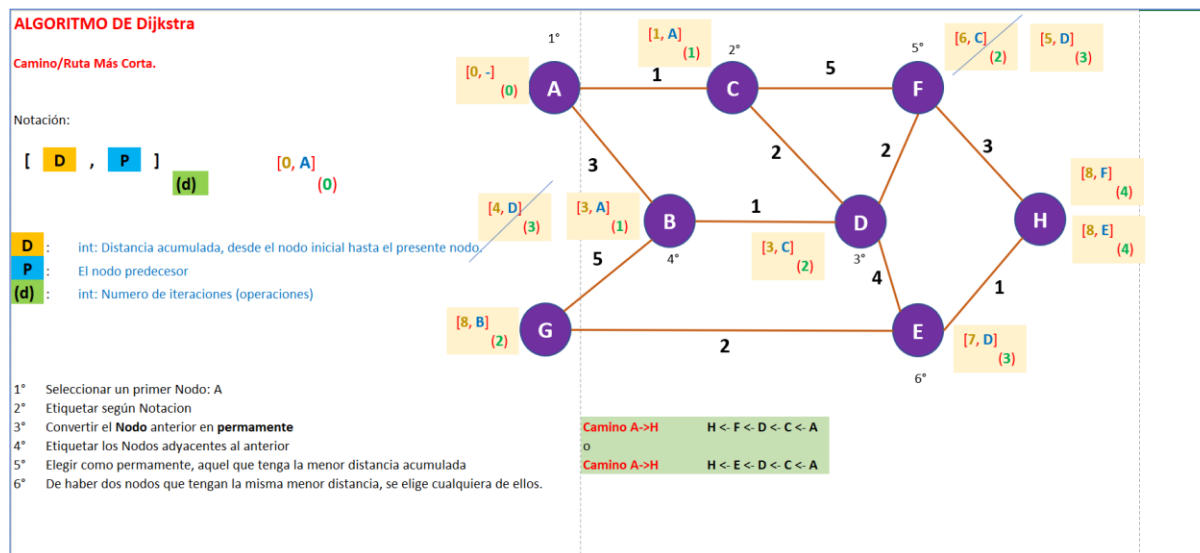 ALGORITMO DE Dijkstra
Camino/Ruta Más Corta.
Notación:
[ D , P ]
(d)
[0, A]
(0)
D : int: Distancia acumulada, desde el nodo inicial hasta el presente nodo.
P : El nodo predecesor
(d) : int: Numero de iteraciones (operaciones)
1° Seleccionar un primer Nodo: A
2° Etiquetar según Notacion
3° Convertir el Nodo anterior en permamente
4° Etiquetar los Nodos adyacentes al anterior
5° Elegir como permamente, aquel que tenga la menor distancia acumulada
6° De haber dos nodos que tengan la misma menor distancia, se elige cualquiera de ellos.
1°
[0, -]
(0)
A
[1, A]
(1)
2°
C
5°
[6, C]
(2)
[5, D]
(3)
F
1
5
3
2
2
3
[4, D]
(3)
[3, A]
(1)
B
4°
1
[3, C]
(2)
D
3°
[8, F]
(4)
H
[8, E]
(4)
5
4
1
[8, B]
(2)
G
2
E
6°
[7, D]
(3)
Camino A->H H <- F <- D <- C <- A
o
Camino A->H H <- E <- D <- C <- A